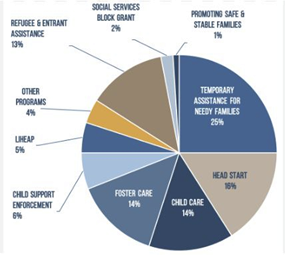 SOCIAL SERVICES
BLOCK GRANT
2%
PROMOTING SAFE &
STABLE FAMILIES
1%
REFUGEE & ENTRANT
ASSISTANCE
13%
OTHER
PROGRAMS
4%
LIHEAP
5%
CHILD SUPPORT
ENFORCEMENT
6%
FOSTER CARE
14%
CHILD CARE
14%
HEAD START
16%
TEMPORARY
ASSISTANCE FOR
NEEDY FAMILIES
25%